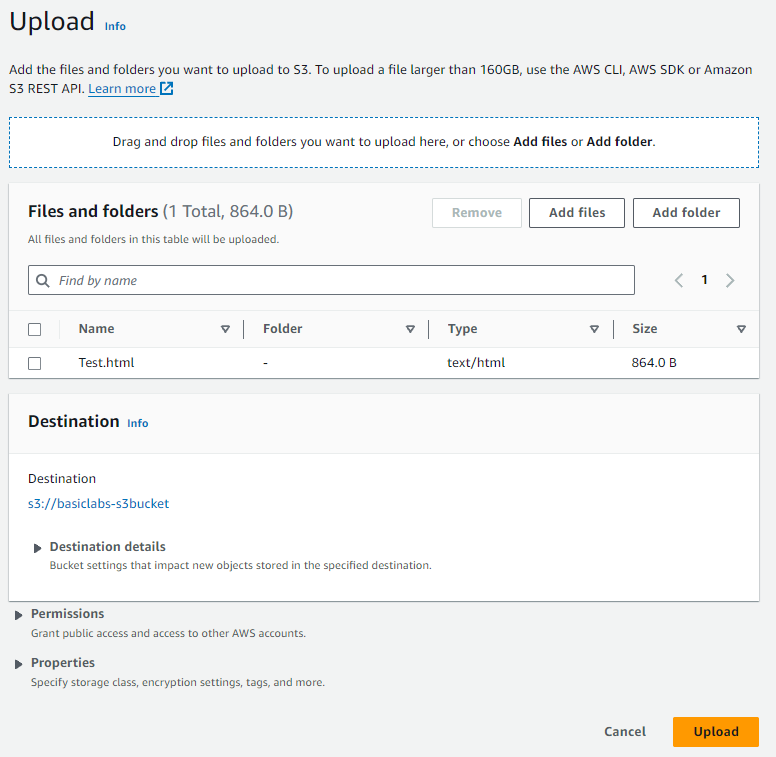 Upload Info
Add the files and folders you want to upload to S3. To upload a file larger than 160GB, use the AWS CLI, AWS SDK or Amazon
S3 REST API. Learn more
Drag and drop files and folders you want to upload here, or choose Add files or Add folder.
Files and folders (1 Total, 864.0 B)
Remove
Add files
Add folder
All files and folders in this table will be uploaded.
Find by name
1
Name Folder Type Size
Test.html - text/html 864.0 B
Destination Info
Destination
s3://basiclabs-s3bucket
Destination details
Bucket settings that impact new objects stored in the specified destination.
Permissions
Grant public access and access to other AWS accounts.
Properties
Specify storage class, encryption settings, tags, and more.
Cancel
Upload